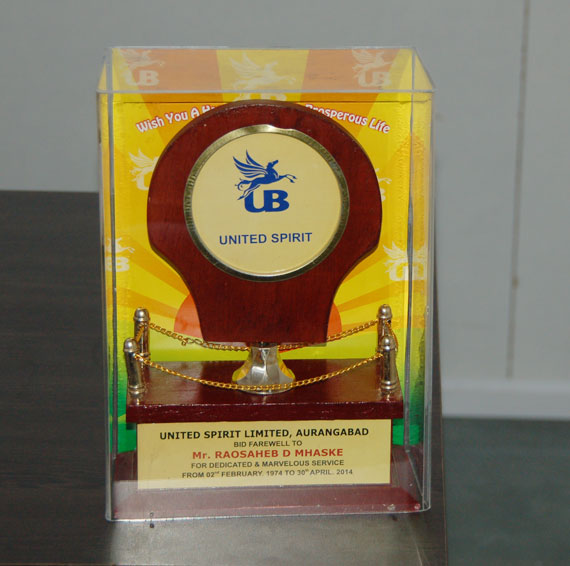 Wish You A H Prosperous Life
UB
UNITED SPIRIT
UNITED SPIRIT LIMITED, AURANGABAD
BID FAREWELL TO
Mr. RAOSAHEB D MHASKE
FOR DEDICATED & MARVELOUS SERVICE
FROM 02ND FEBRUARY. 1974 TO 30th APRIL. 2014